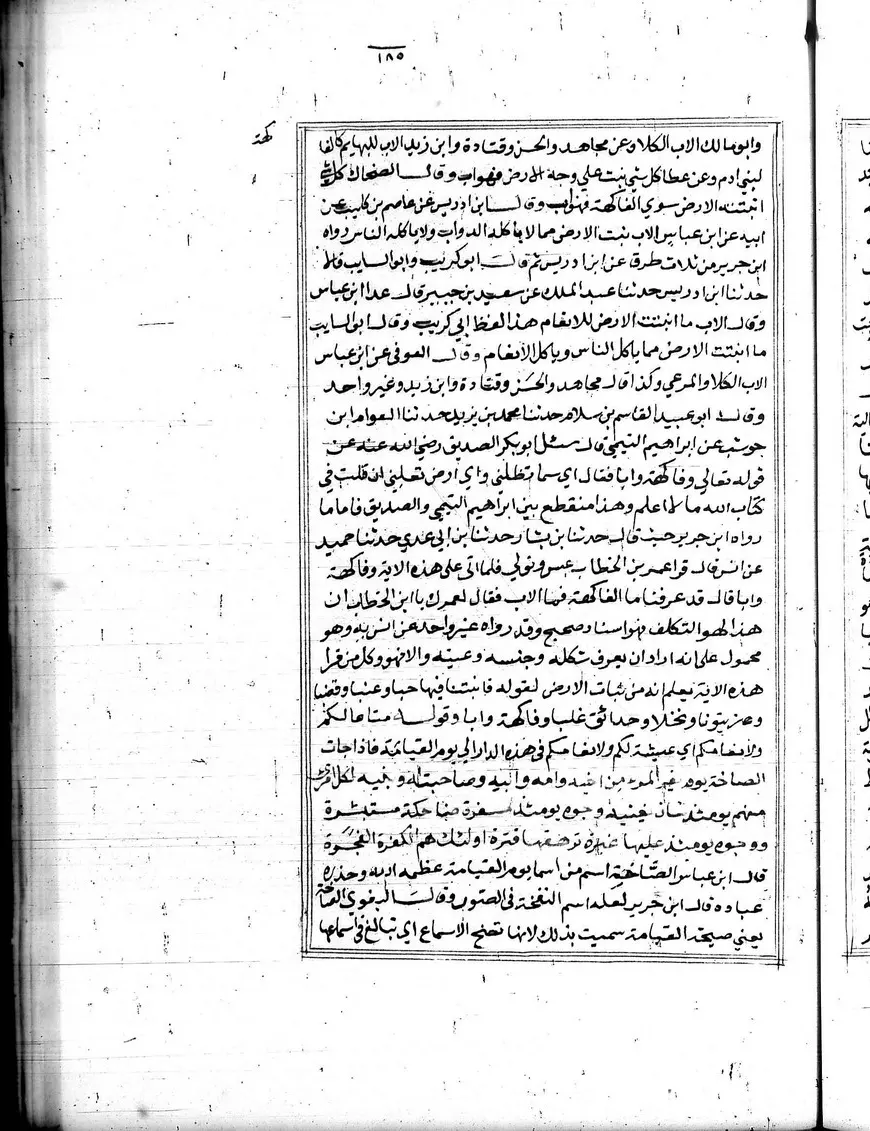 ١٨٥
كهة
وابو مالك الاب الكلاء وعن مجاهد والحسن وقتادة وابن زيد الاب للبهايم كالفا
لبني ادم وعن عطا كل شي نبت علي وجه الارض فهو اب وقال الضحاك كل شي
انبتته الارض سوي الفاكهة فهو اب وقال ابن ادريس عن عاصم بن كليب عن
ابيه عن ابن عباس الاب نبت الارض مما لا ياكله الدواب ولا ياكله الناس رواه
ابن جرير من ثلاث طرق عن ابن ادريس ثم قال ابو كريب وابو السايب قالا
حدثنا ابن ادريس حدثنا عبد الملك عن سعيد بن جبير قال عد ابن عباس
وقال الاب ما انبتت الارض للانعام هذا لفظ ابي كريب وقال ابو السايب
ما انبتت الارض مما ياكل الناس وياكل الانعام وقال العوفي عن ابن عباس
الاب الكلاء والمرعي وكذا قال مجاهد والحسن وقتادة وابن زيد وغير واحد
وقال ابو عبيد القاسم بن سلام حدثنا محمد بن يزيد حدثنا العوام ابن
حوشب عن ابراهيم التيمي قال سئل ابو بكر الصديق رضي الله عنه عن
قوله تعالي وفاكهة وابا فقال اي سما تظلني واي ارض تقلني ان قلت في
كتاب الله ما لا اعلم وهذا منقطع بين ابراهيم التيمي والصديق فاما ما
رواه ابن جرير حيث قال حدثنا بن بشار حدثنا بن ابي عدي حدثنا حميد
عن انس قال قرا عمر بن الخطاب عبس وتولي فلما اتي علي هذه الاية وفاكهة
وابا قال قد عرفنا ما الفاكهة فما الاب فقال لعمرك يا ابن الخطاب ان
هذا لهو التكلف فهو اسناد صحيح وقد رواه غير واحد عن انس به وهو
محمول علي انه اراد ان يعرف شكله وجنسه وعينه والا فهو وكل من قرا
هذه الاية يعلم انه من نبات الارض لقوله فانبتنا فيها حبا وعنبا وقضبا
وزيتونا ونخلا وحدائق غلبا وفاكهة وابا وقوله متاعا لكم
ولانعامكم اي عيشة لكم ولانعامكم في هذه الدار الي يوم القيامة فاذا جات
الصاخة يوم يفر المرء من اخيه وامه وابيه وصاحبته وبنيه لكل امرئ
منهم يومئذ شان يغنيه وجوه يومئذ مسفرة ضاحكة مستبشرة
ووجوه يومئذ عليها غبرة ترهقها قترة اولئك هم الكفرة الفجرة
قال ابن عباس الصاخة اسم من اسما يوم القيامة عظمه الله وحذره
عباده قال ابن جرير لعله اسم النفخة في الصور وقال البغوي الصاخة
يعني صيحة القيامة سميت بذلك لانها تصخ الاسماع اي تبالغ في اسماعها